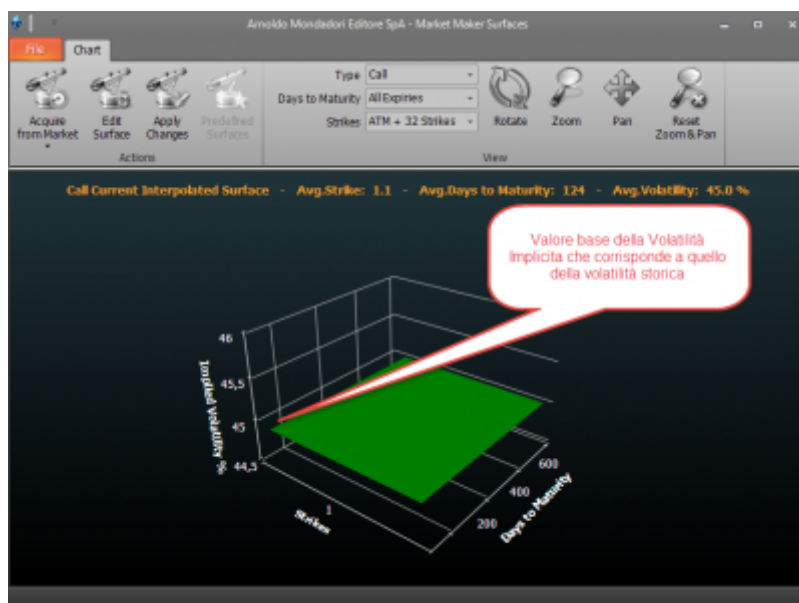 Arnoldo Mondadori Editore SpA - Market Maker Surfaces
File Chart
Acquire from Market
Edit Surface
Apply Changes
Predefined Surfaces
Actions
Type Call
Days to Maturity All Expiries
Strikes ATM + 32 Strikes
Rotate
Zoom
Pan
Reset Zoom & Pan
View
Call Current Interpolated Surface - Avg.Strike: 1.1 - Avg.Days to Maturity: 124 - Avg.Volatility: 45.0 %
Valore base della Volatilità
Implicita che corrisponde a quello
della volatilità storica
46
45,5
45
44,5
Implied Volatility %
1
Strikes
200
400
600
Days to Maturity